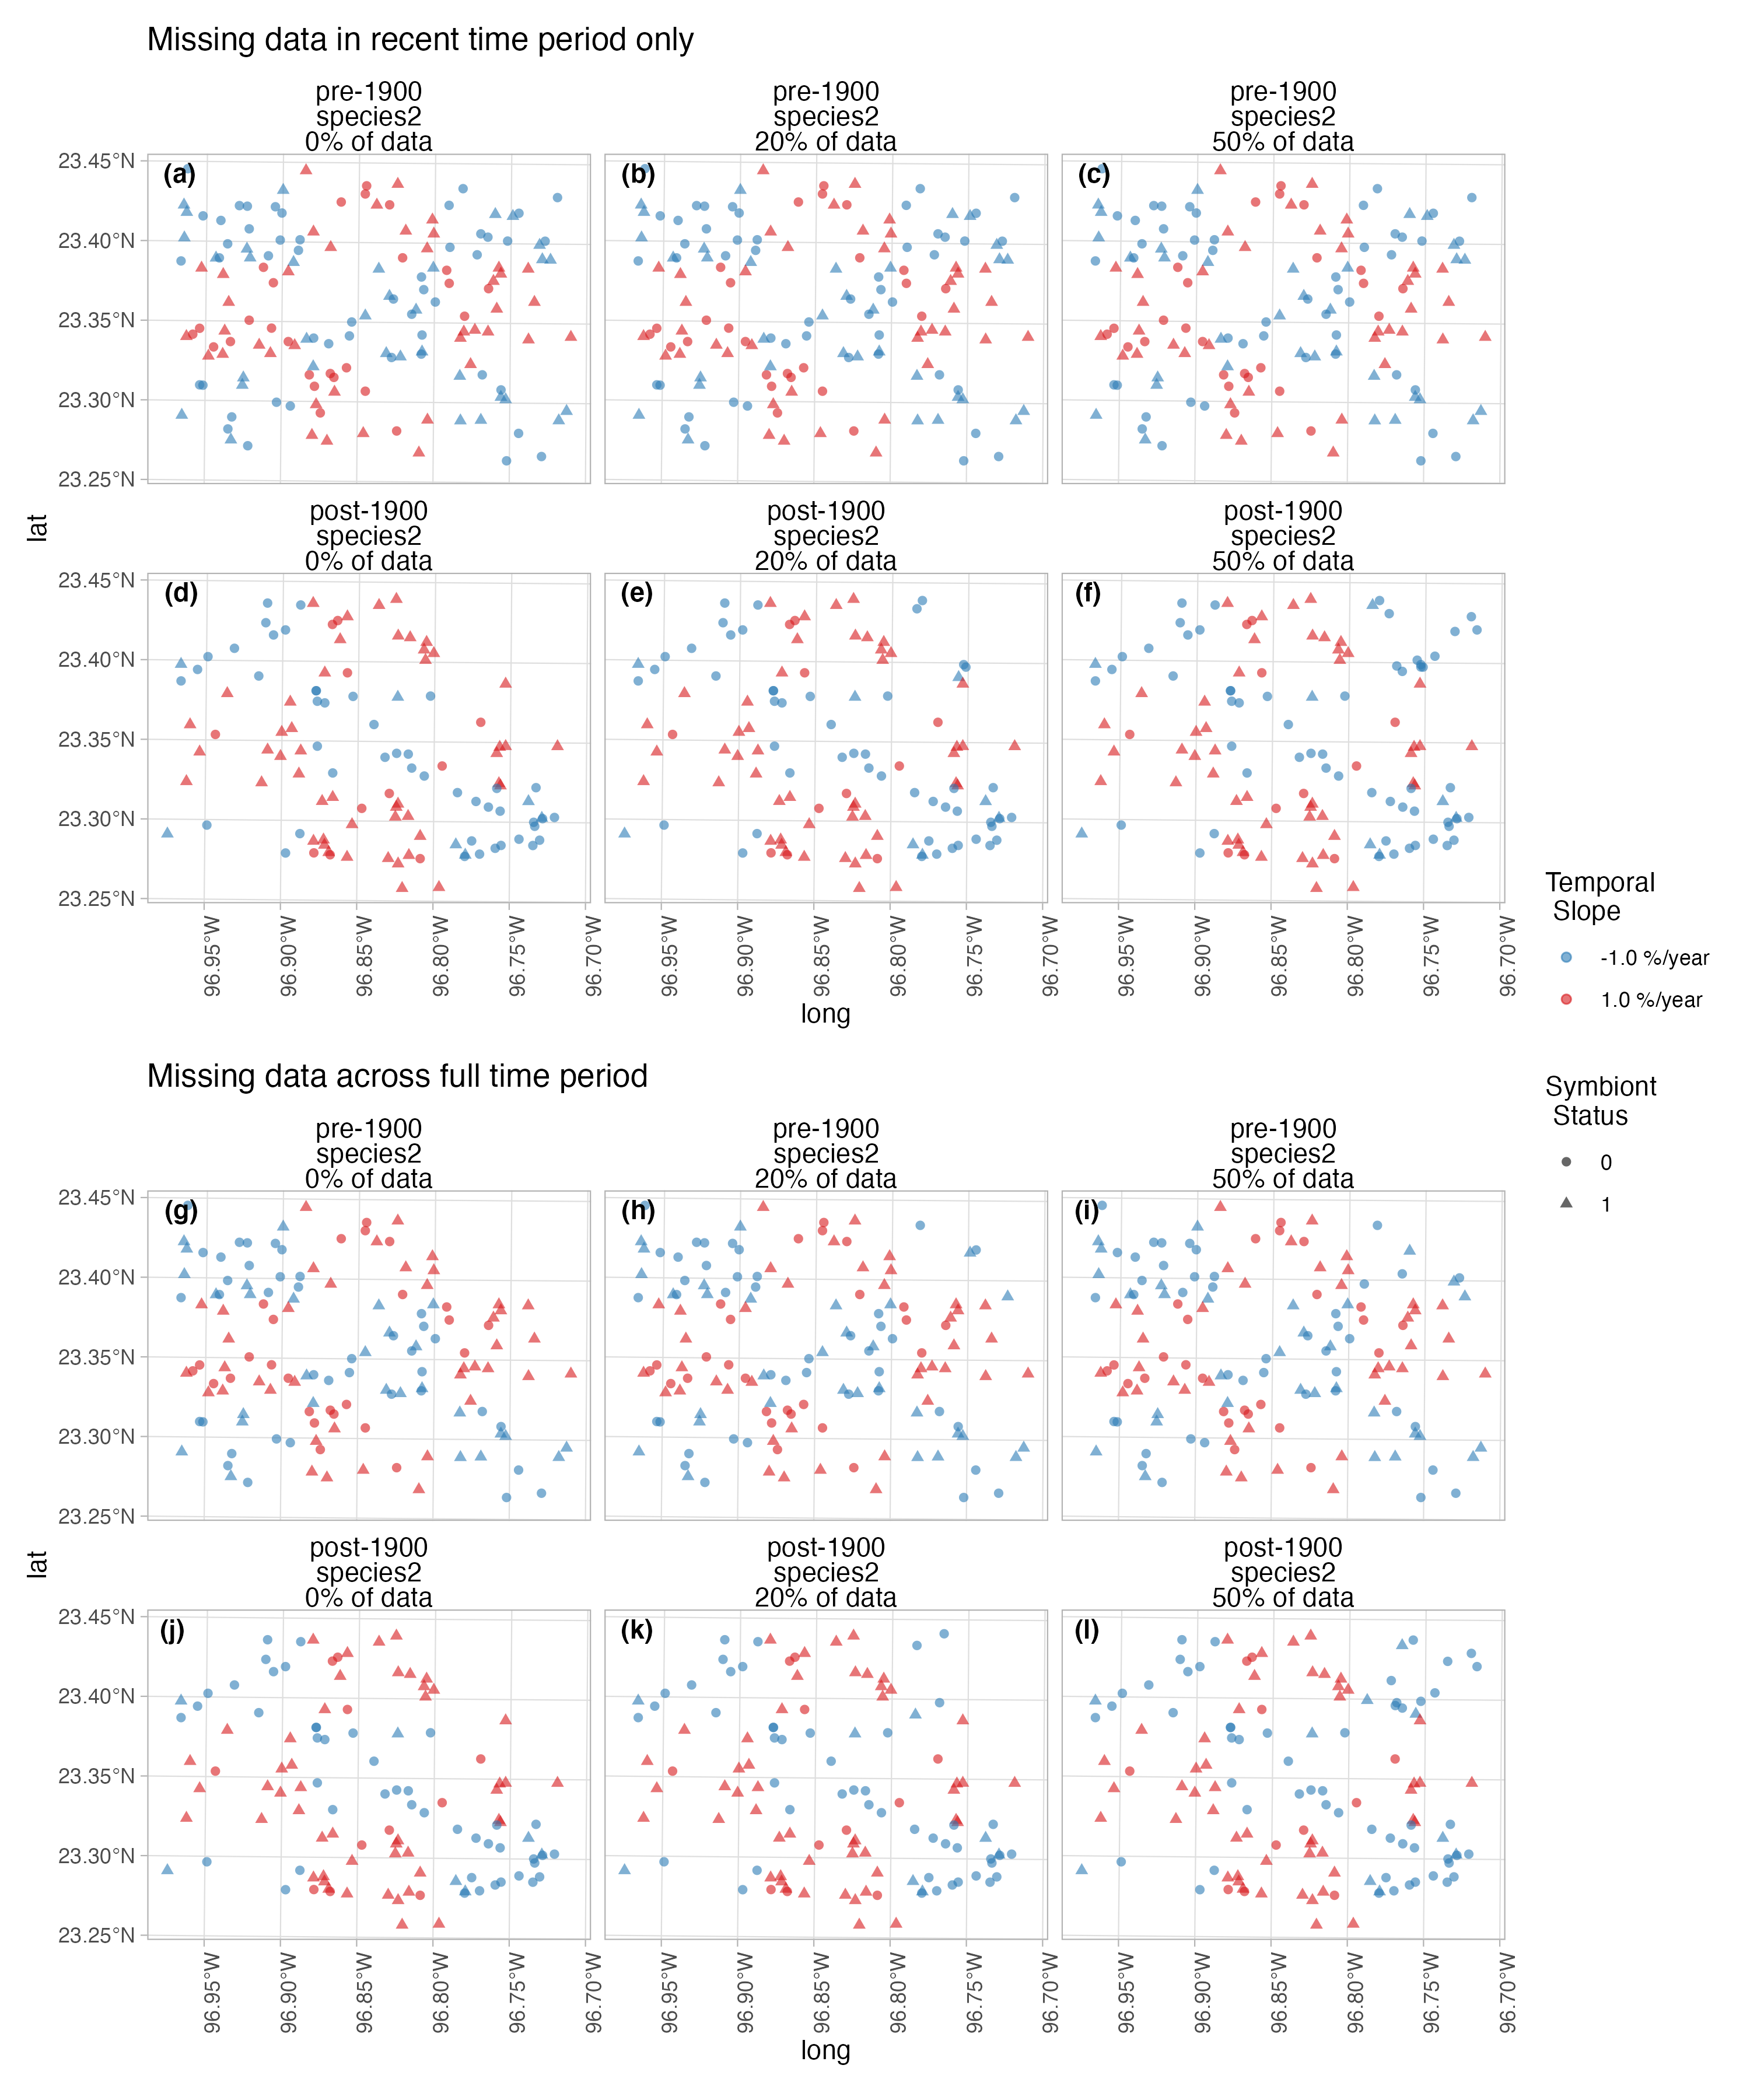 Missing data in recent time period only
pre-1900
species2
0% of data
pre-1900
species2
20% of data
pre-1900
species2
50% of data
(a)
(b)
(c)
23.45°N
23.40°N
23.35°N
23.30°N
23.25°N
post-1900
species2
0% of data
post-1900
species2
20% of data
post-1900
species2
50% of data
(d)
(e)
(f)
23.45°N
23.40°N
23.35°N
23.30°N
23.25°N
lat
96.95°W
96.90°W
96.85°W
96.80°W
96.75°W
96.70°W
96.95°W
96.90°W
96.85°W
96.80°W
96.75°W
96.70°W
96.95°W
96.90°W
96.85°W
96.80°W
96.75°W
96.70°W
long
Temporal
Slope
-1.0 %/year
1.0 %/year
Symbiont
Status
0
1
Missing data across full time period
pre-1900
species2
0% of data
pre-1900
species2
20% of data
pre-1900
species2
50% of data
(g)
(h)
(i)
23.45°N
23.40°N
23.35°N
23.30°N
23.25°N
post-1900
species2
0% of data
post-1900
species2
20% of data
post-1900
species2
50% of data
(j)
(k)
(l)
23.45°N
23.40°N
23.35°N
23.30°N
23.25°N
lat
96.95°W
96.90°W
96.85°W
96.80°W
96.75°W
96.70°W
96.95°W
96.90°W
96.85°W
96.80°W
96.75°W
96.70°W
96.95°W
96.90°W
96.85°W
96.80°W
96.75°W
96.70°W
long